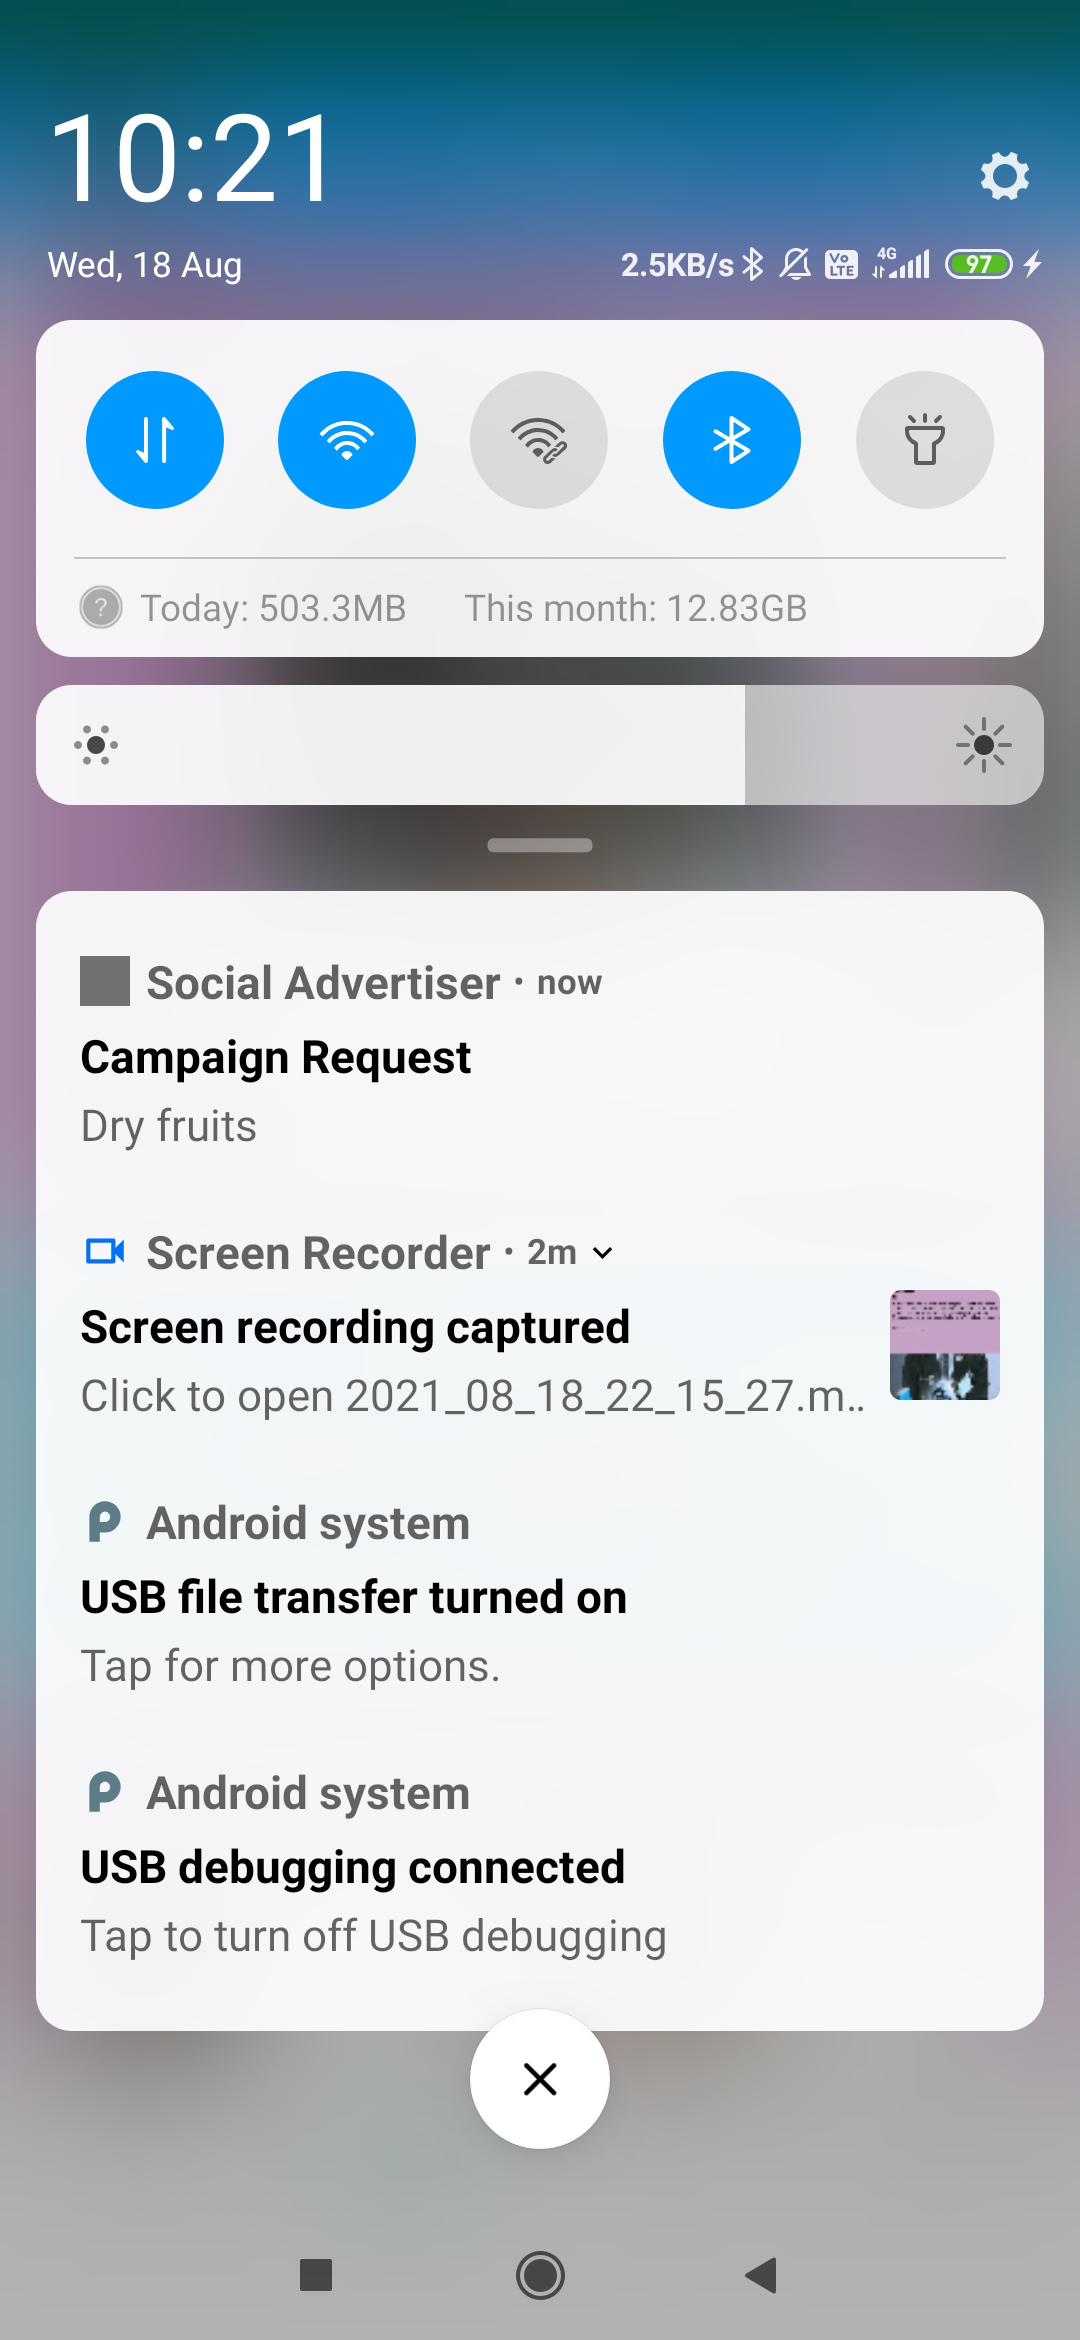 10:21
Wed, 18 Aug
2.5KB/s Vo LTE 4G 97
? Today: 503.3MB This month: 12.83GB
Social Advertiser · now
Campaign Request
Dry fruits
Screen Recorder · 2m
Screen recording captured
Click to open 2021_08_18_22_15_27.m..
Android system
USB file transfer turned on
Tap for more options.
Android system
USB debugging connected
Tap to turn off USB debugging